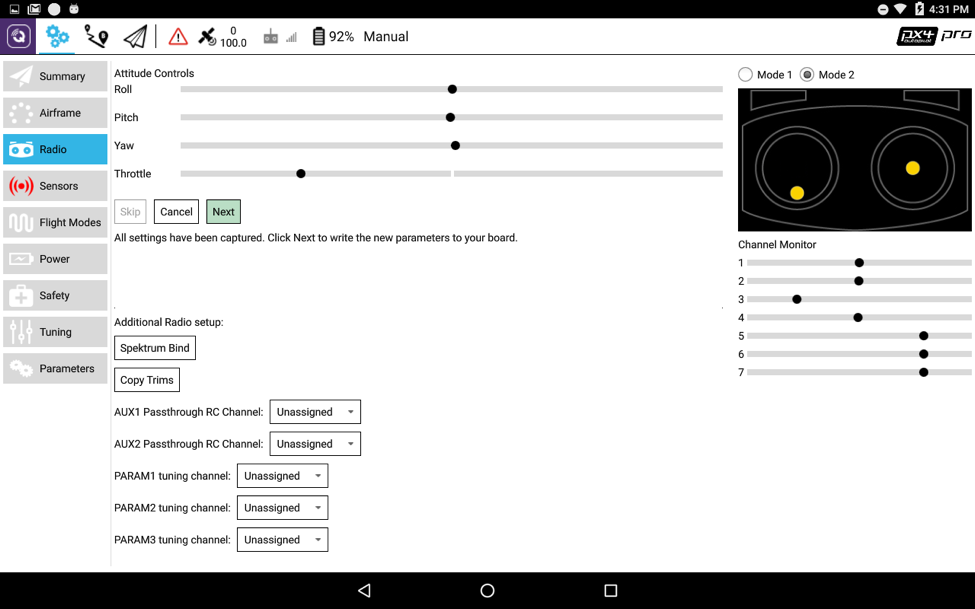 4:31 PM
0
100.0
92%
Manual
px4
pro
Summary
Airframe
Radio
Sensors
Flight Modes
Power
Safety
Tuning
Parameters
Attitude Controls
Roll
Pitch
Yaw
Throttle
Skip
Cancel
Next
All settings have been captured. Click Next to write the new parameters to your board.
Additional Radio setup:
Spektrum Bind
Copy Trims
AUX1 Passthrough RC Channel: Unassigned
AUX2 Passthrough RC Channel: Unassigned
PARAM1 tuning channel: Unassigned
PARAM2 tuning channel: Unassigned
PARAM3 tuning channel: Unassigned
Mode 1
Mode 2
Channel Monitor
1
2
3
4
5
6
7